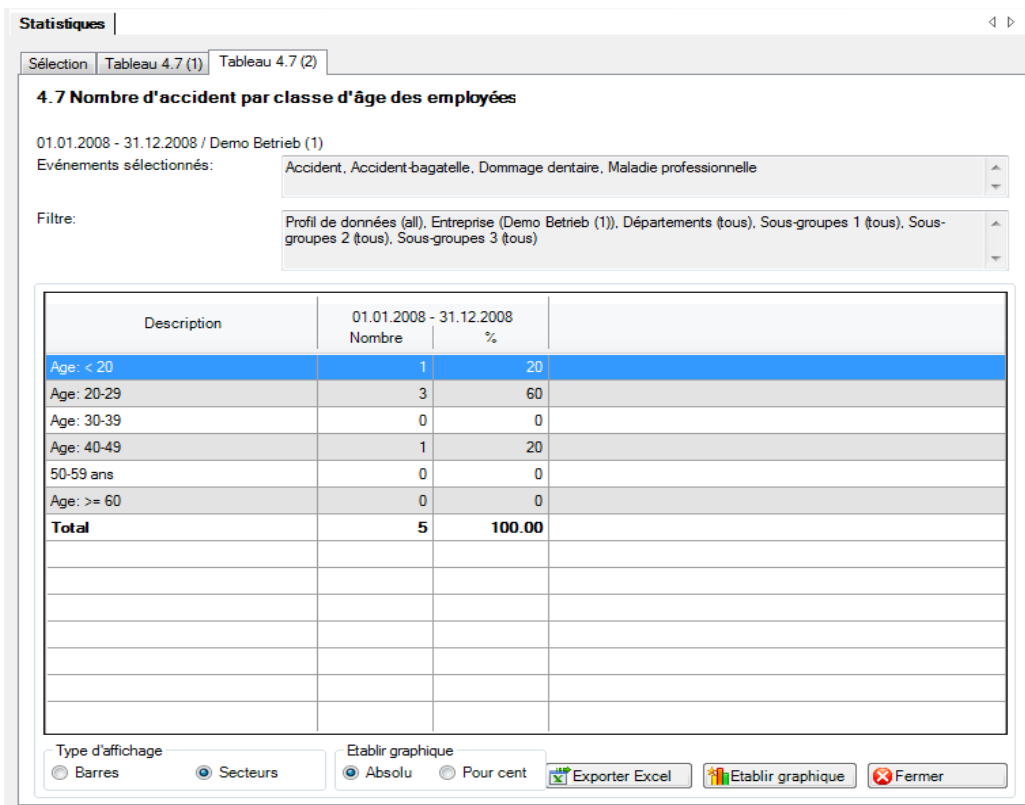 Statistiques
Sélection Tableau 4.7 (1) Tableau 4.7 (2)
4.7 Nombre d'accident par classe d'âge des employées
01.01.2008 - 31.12.2008 / Demo Betrieb (1)
Evénements sélectionnés: Accident, Accident-bagatelle, Dommage dentaire, Maladie professionnelle
Filtre: Profil de données (all), Entreprise (Demo Betrieb (1)), Départements (tous), Sous-groupes 1 (tous), Sous-
groupes 2 (tous), Sous-groupes 3 (tous)
Description 01.01.2008 - 31.12.2008
Nombre %
Age: < 20 1 20
Age: 20-29 3 60
Age: 30-39 0 0
Age: 40-49 1 20
50-59 ans 0 0
Age: >= 60 0 0
Total 5 100.00
Type d'affichage Etablir graphique
Barres Secteurs Absolu Pour cent Exporter Excel Etablir graphique Fermer